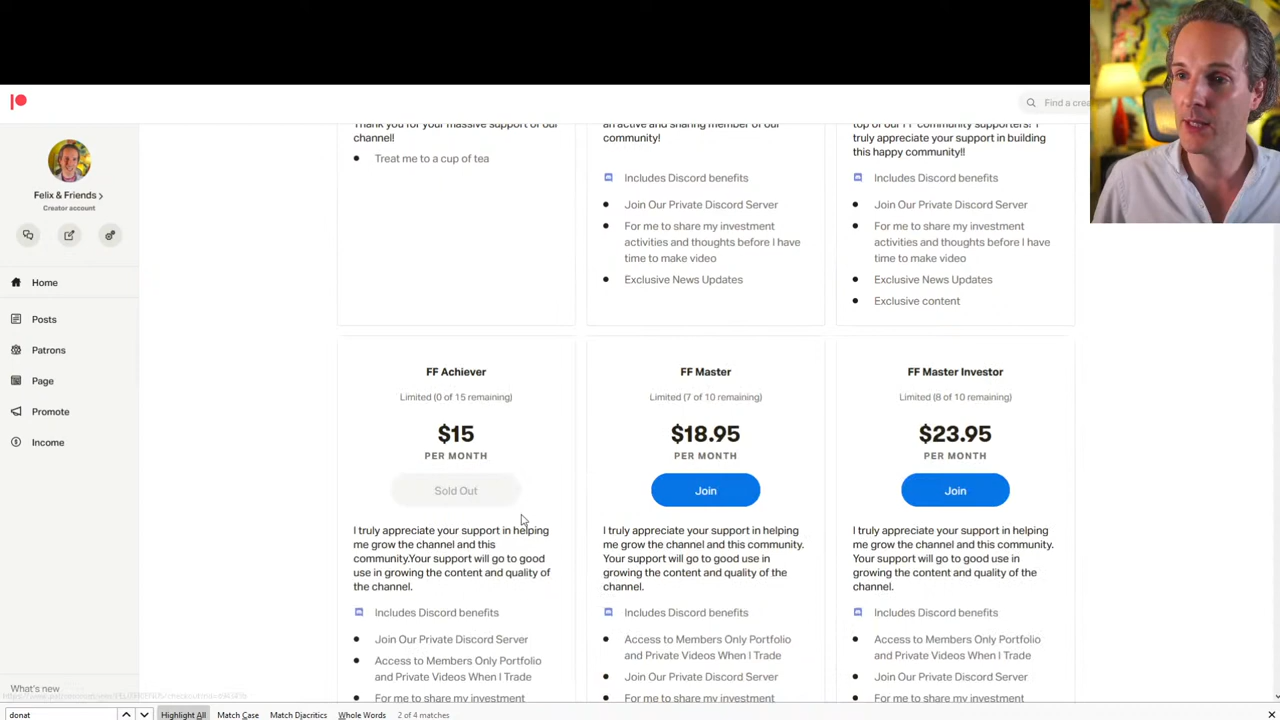 Find a crea
Felix & Friends
Creator account
Home
Posts
Patrons
Page
Promote
Income
What's new
Thank you for your massive support of our
channel!
Treat me to a cup of tea
an active and sharing member of our
community!
Includes Discord benefits
Join Our Private Discord Server
For me to share my investment
activities and thoughts before I have
time to make video
Exclusive News Updates
top of our FF community supporters! I
truly appreciate your support in building
this happy community!!
Includes Discord benefits
Join Our Private Discord Server
For me to share my investment
activities and thoughts before I have
time to make video
Exclusive News Updates
Exclusive content
FF Achiever
Limited (0 of 15 remaining)
$15
PER MONTH
Sold Out
I truly appreciate your support in helping
me grow the channel and this
community.Your support will go to good
use in growing the content and quality of
the channel.
Includes Discord benefits
Join Our Private Discord Server
Access to Members Only Portfolio
and Private Videos When I Trade
For me to share my investment
FF Master
Limited (7 of 10 remaining)
$18.95
PER MONTH
Join
I truly appreciate your support in helping
me grow the channel and this community.
Your support will go to good use in
growing the content and quality of the
channel.
Includes Discord benefits
Access to Members Only Portfolio
and Private Videos When I Trade
Join Our Private Discord Server
For me to share my investment
FF Master Investor
Limited (8 of 10 remaining)
$23.95
PER MONTH
Join
I truly appreciate your support in helping
me grow the channel and this community.
Your support will go to good use in
growing the content and quality of the
channel.
Includes Discord benefits
Access to Members Only Portfolio
and Private Videos When I Trade
Join Our Private Discord Server
For me to share my investment
donat
Highlight All
Match Case
Match Diacritics
Whole Words
2 of 4 matches